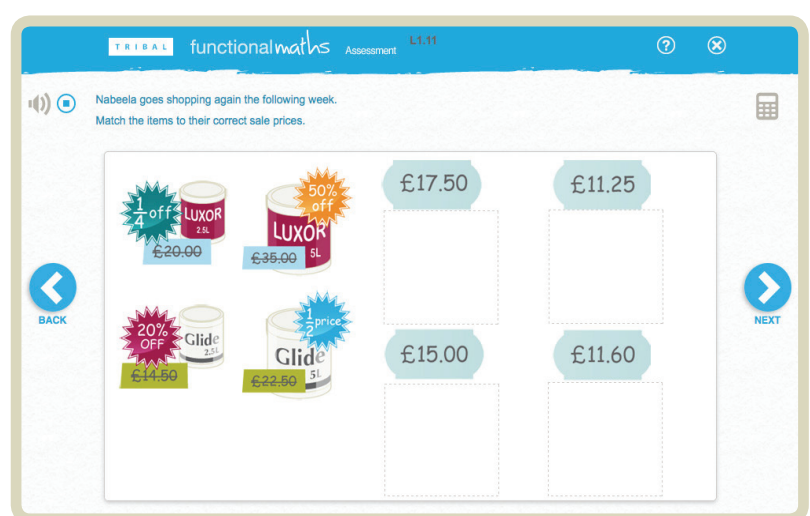 TRIBAL functionalmaths Assessment L1.11
Nabeela goes shopping again the following week.
Match the items to their correct sale prices.
1/4 off
LUXOR
2.5L
£20.00
50%
off
LUXOR
5L
£35.00
£17.50
£11.25
20%
OFF
Glide
2.5L
£14.50
1/2 price
Glide
5L
£22.50
£15.00
£11.60
BACK
NEXT